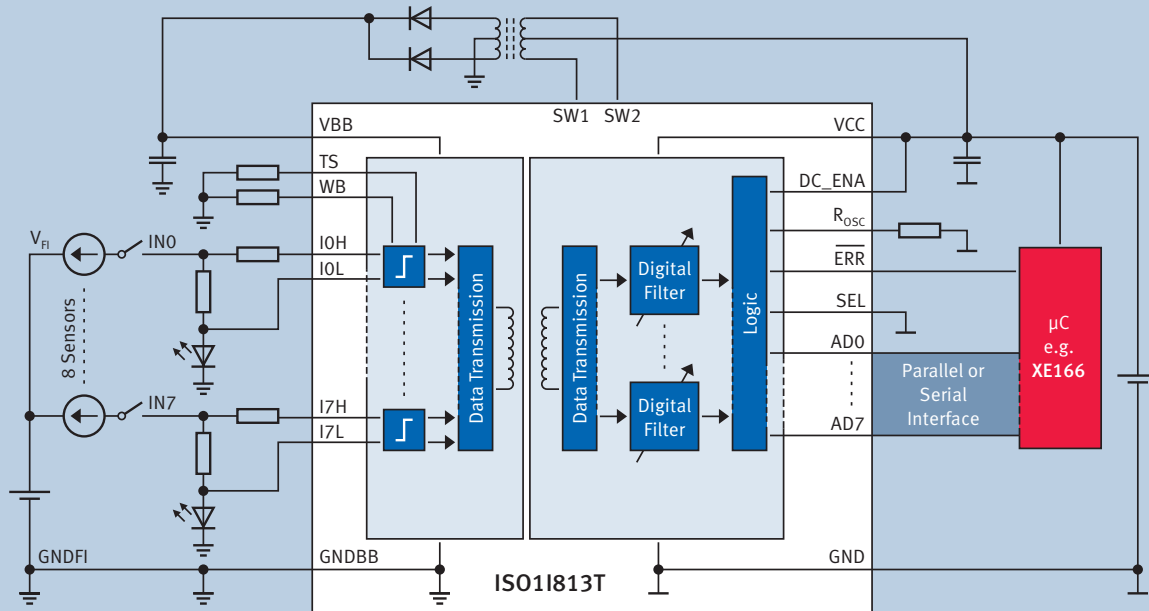 SW1 SW2
VBB
VCC
TS
WB
DC_ENA
R_OSC
V_FI
IN0
I0H
I0L
ERR
SEL
8 Sensors
Data Transmission
Data Transmission
Digital
Filter
Logic
AD0
µC
e.g.
XE166
Parallel or
Serial
Interface
IN7
I7H
I7L
Digital
Filter
AD7
GNDFI
GNDBB
GND
ISO1I813T